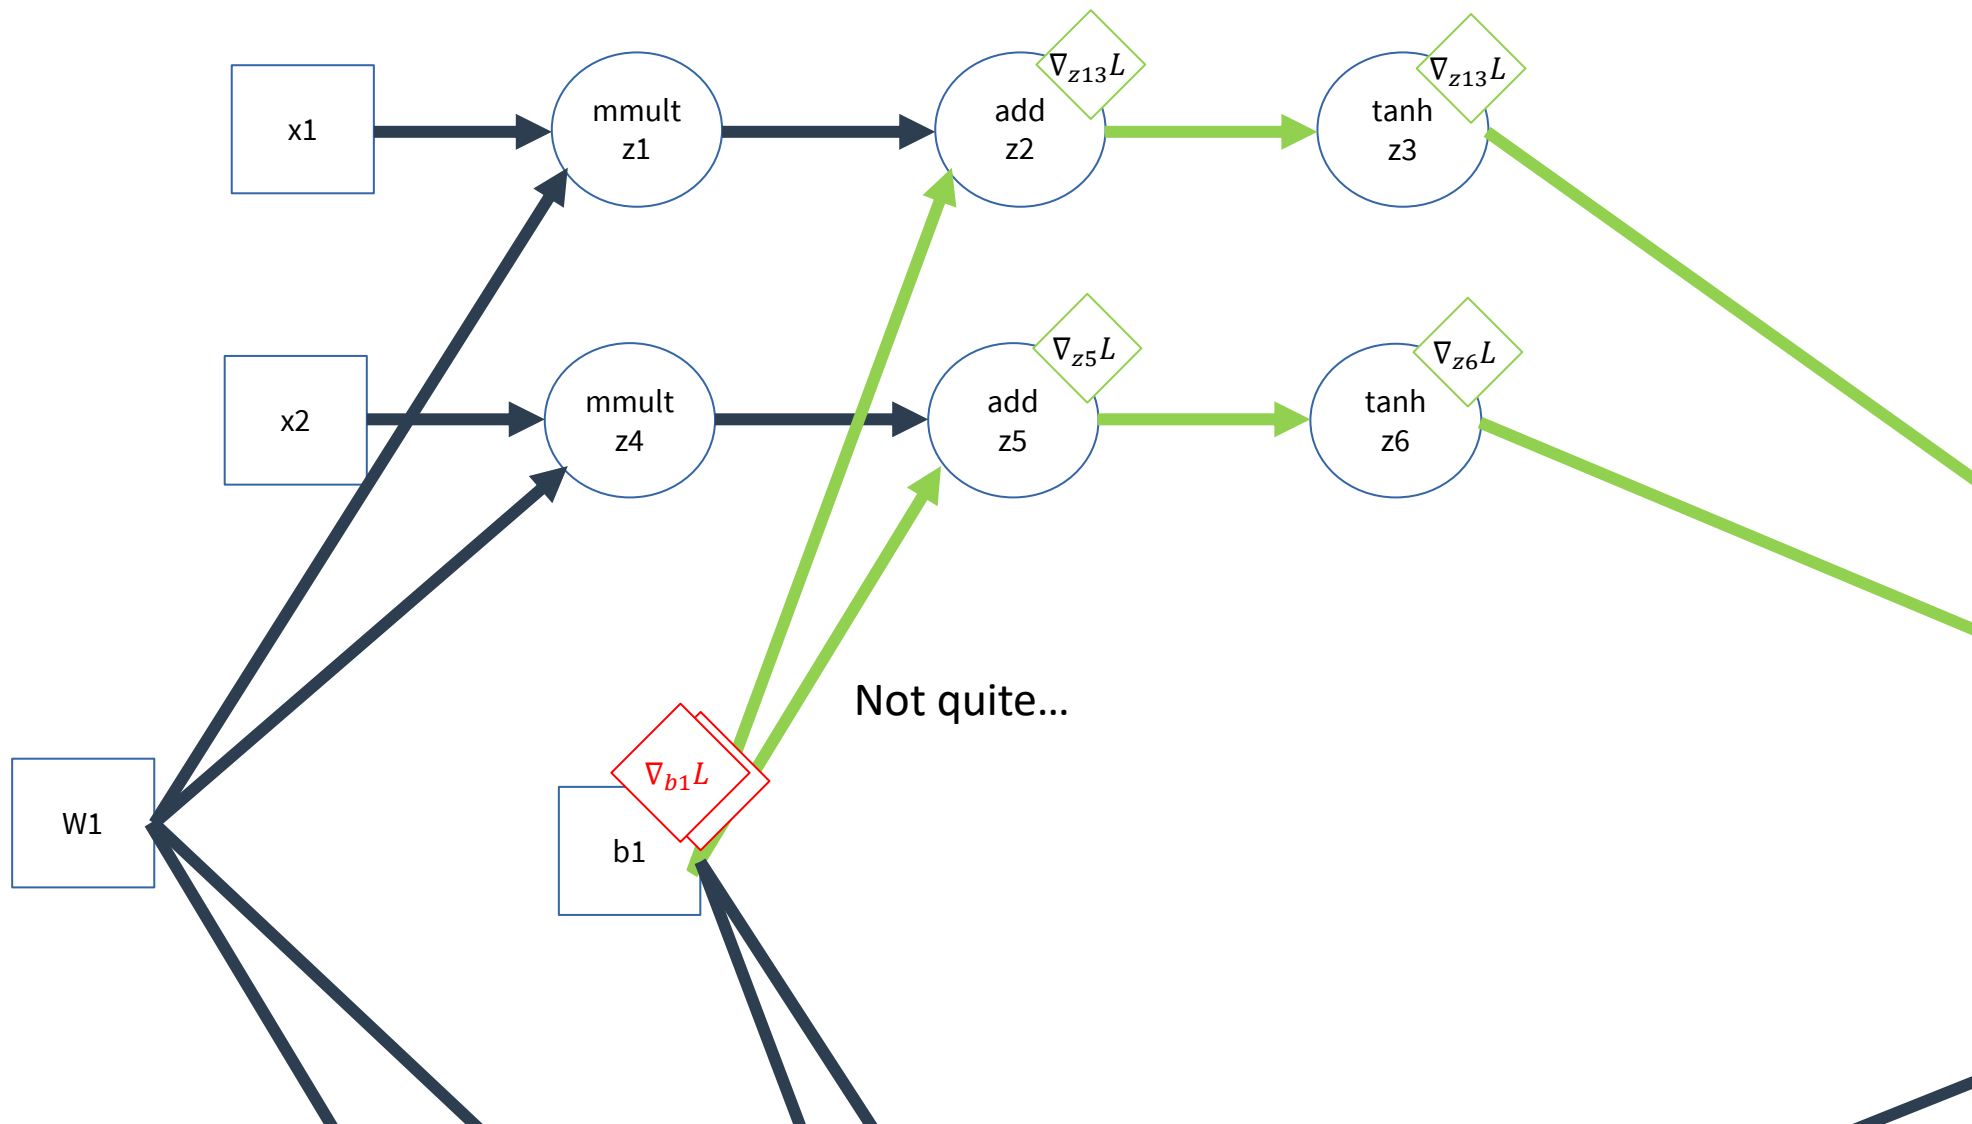 x1
mmult
z1
add
z2
∇z13L
tanh
z3
∇z13L
x2
mmult
z4
add
z5
∇z5L
tanh
z6
∇z6L
Not quite...
W1
∇b1L
b1